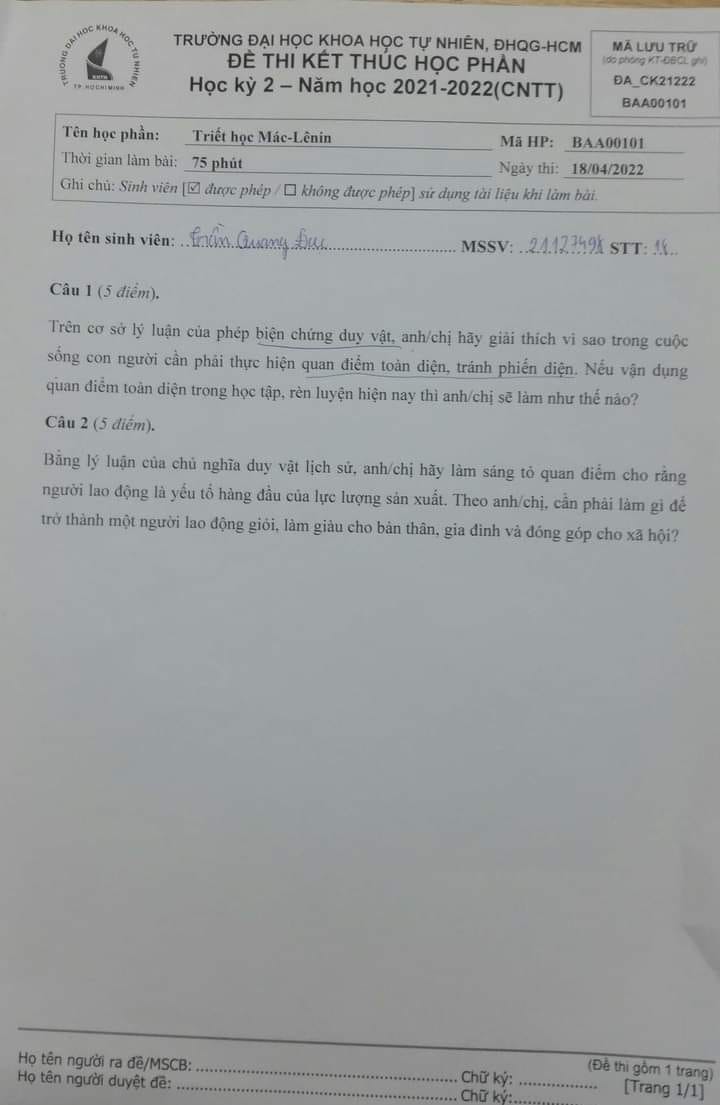 TRƯỜNG ĐẠI HỌC KHOA HỌC TỰ NHIÊN
KHTN
TP.HOCHIMINH
TRƯỜNG ĐẠI HỌC KHOA HỌC TỰ NHIÊN, ĐHQG-HCM
ĐỀ THI KẾT THÚC HỌC PHẦN
Học kỳ 2 – Năm học 2021-2022(CNTT)
MÃ LƯU TRỮ
(do phòng KT-ĐBCL ghi)
ĐA_CK21222
BAA00101
Tên học phần: Triết học Mác-Lênin Mã HP: BAA00101
Thời gian làm bài: 75 phút Ngày thi: 18/04/2022
Ghi chú: Sinh viên [☑ được phép / ☐ không được phép] sử dụng tài liệu khi làm bài.
Họ tên sinh viên: Trần Quang Đức MSSV: 21127498 STT: 18
Câu 1 (5 điểm).
Trên cơ sở lý luận của phép biện chứng duy vật, anh/chị hãy giải thích vì sao trong cuộc
sống con người cần phải thực hiện quan điểm toàn diện, tránh phiến diện. Nếu vận dụng
quan điểm toàn diện trong học tập, rèn luyện hiện nay thì anh/chị sẽ làm như thế nào?
Câu 2 (5 điểm).
Bằng lý luận của chủ nghĩa duy vật lịch sử, anh/chị hãy làm sáng tỏ quan điểm cho rằng
người lao động là yếu tố hàng đầu của lực lượng sản xuất. Theo anh/chị, cần phải làm gì để
trở thành một người lao động giỏi, làm giàu cho bản thân, gia đình và đóng góp cho xã hội?
Họ tên người ra đề/MSCB: Chữ ký: (Đề thi gồm 1 trang)
Họ tên người duyệt đề: Chữ ký: [Trang 1/1]